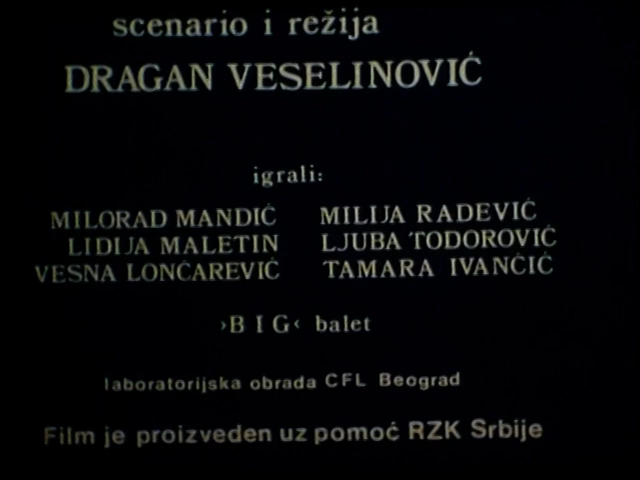 scenario i režija
DRAGAN VESELINOVIĆ
igrali:
MILORAD MANDIĆ MILIJA RADEVIĆ
LIDIJA MALETIN LJUBA TODOROVIĆ
VESNA LONČAREVIĆ TAMARA IVANČIĆ
›B I G‹ balet
laboratorijska obrada CFL Beograd
Film je proizveden uz pomoć RZK Srbije